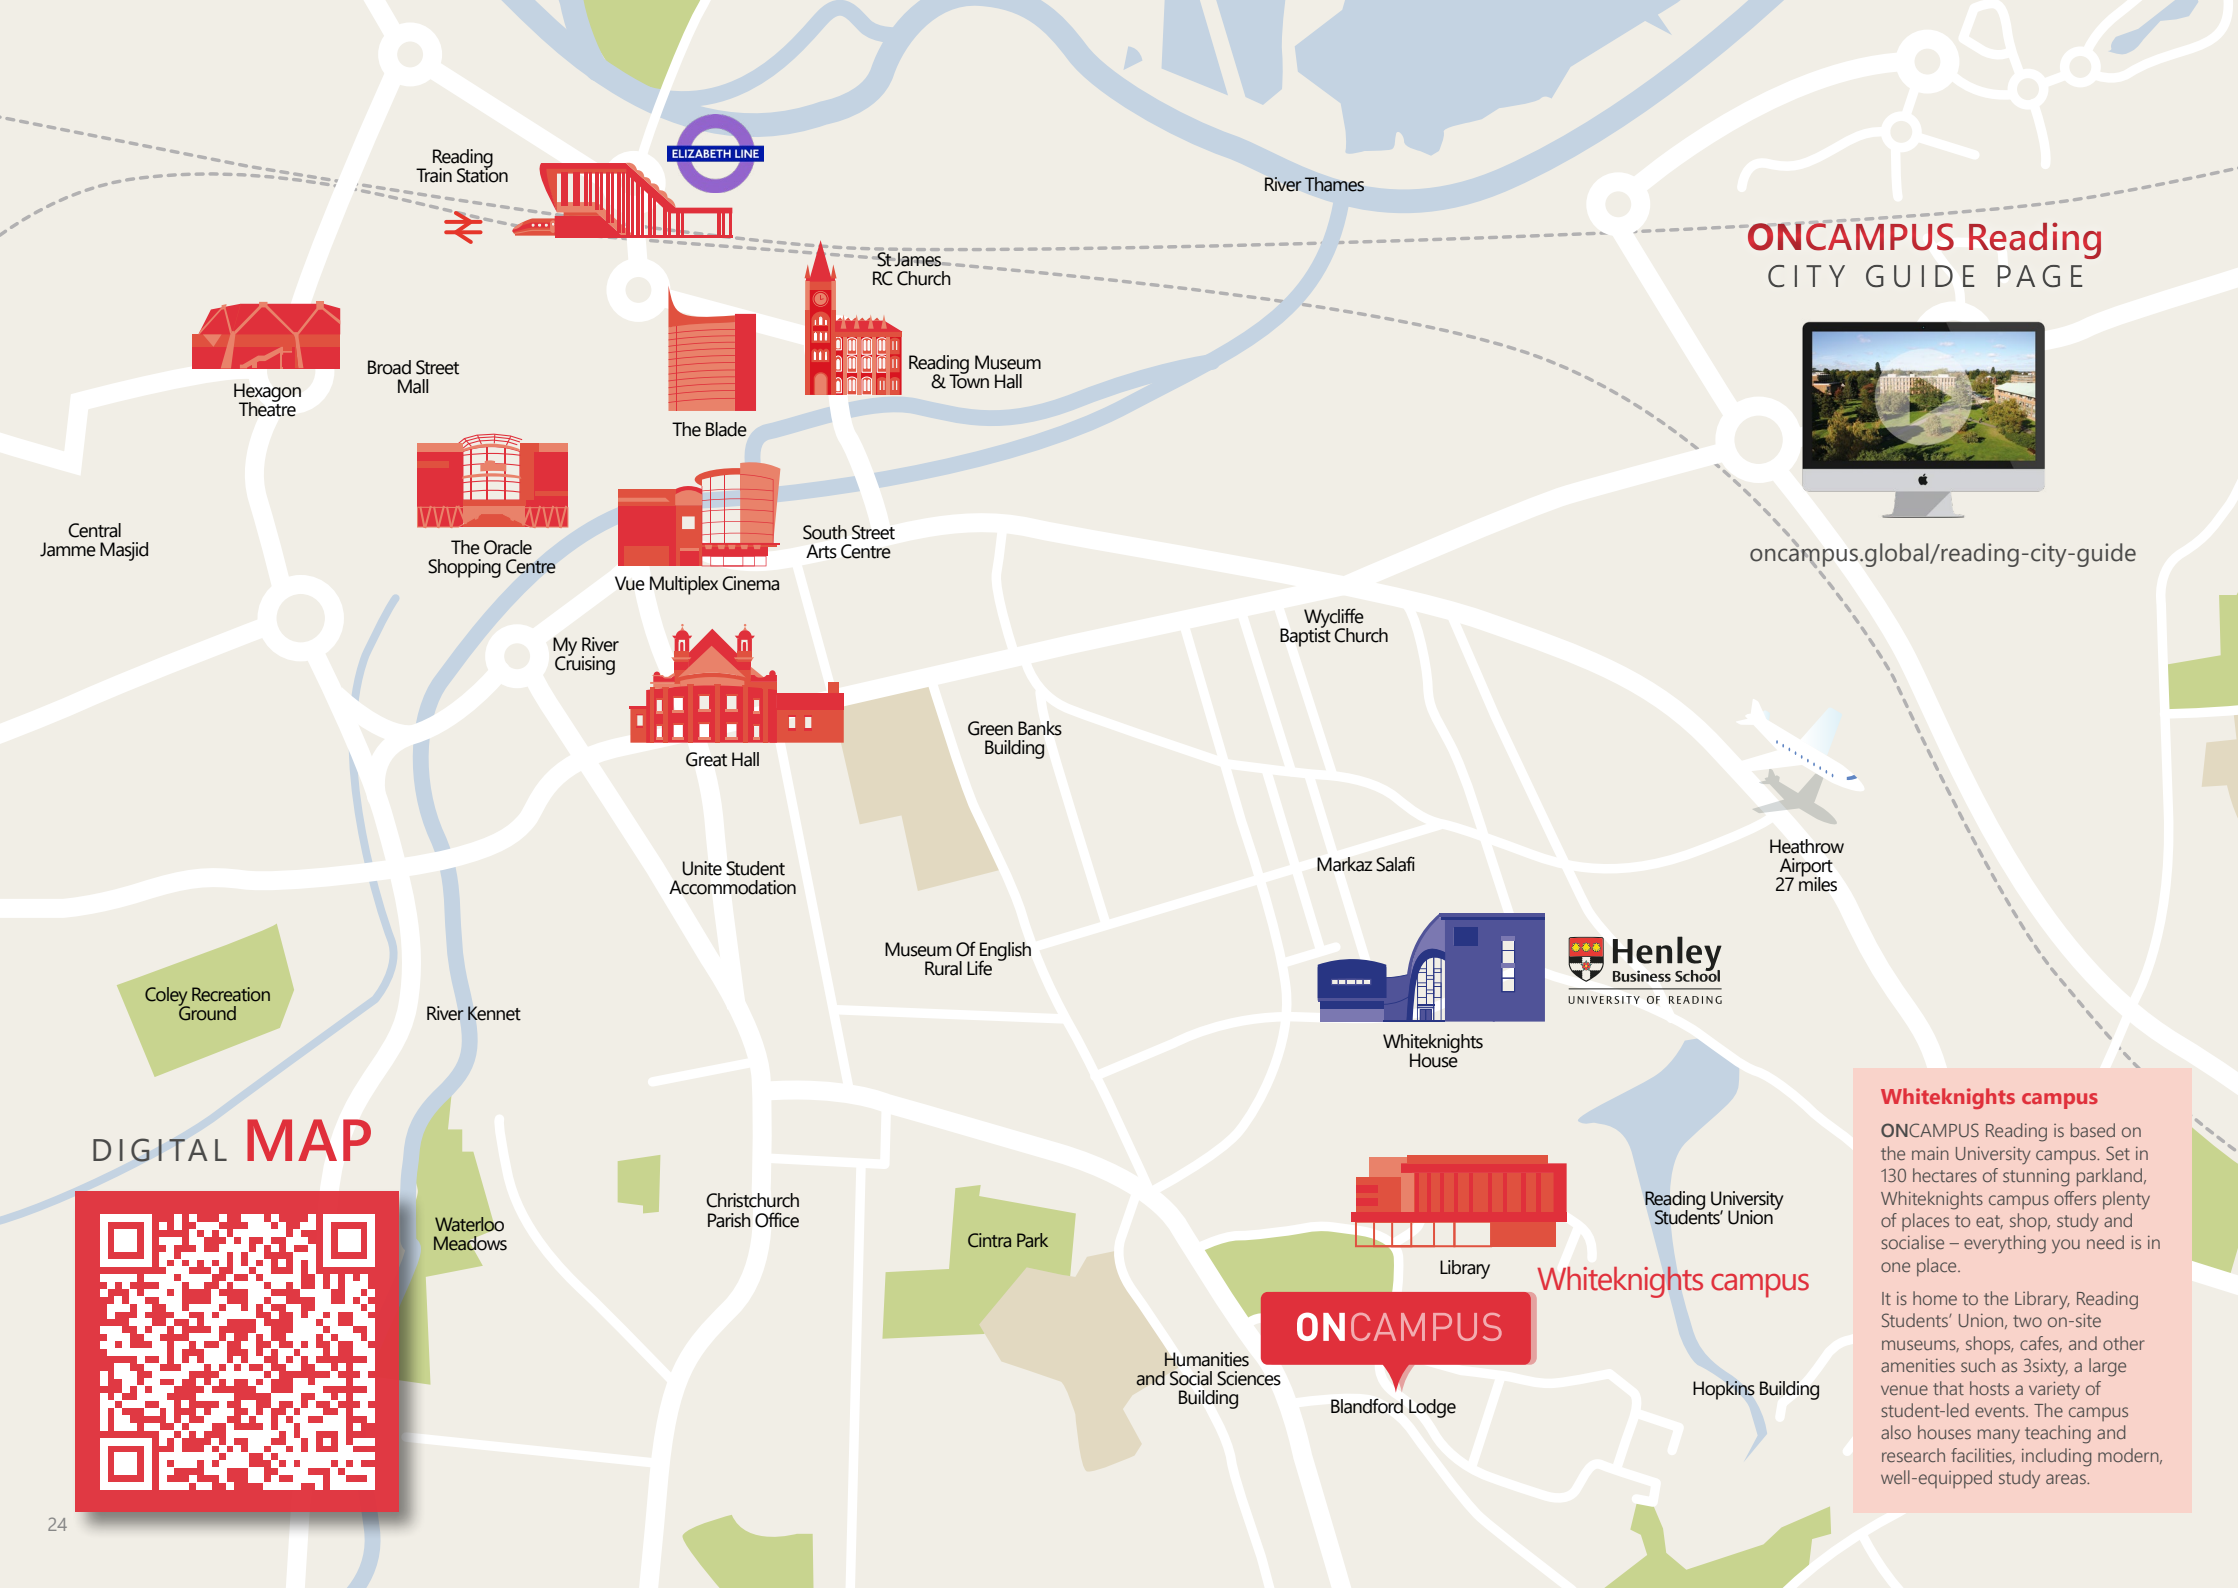 ELIZABETH LINE
Reading
Train Station
River Thames
St James
RC Church
ONCAMPUS Reading
CITY GUIDE PAGE
oncampus.global/reading-city-guide
Hexagon
Theatre
Broad Street
Mall
Reading Museum
& Town Hall
The Blade
Central
Jamme Masjid
The Oracle
Shopping Centre
Vue Multiplex Cinema
South Street
Arts Centre
My River
Cruising
Wycliffe
Baptist Church
Great Hall
Green Banks
Building
Unite Student
Accommodation
Markaz Salafi
Heathrow
Airport
27 miles
Museum Of English
Rural Life
Henley
Business School
UNIVERSITY OF READING
Coley Recreation
Ground
River Kennet
Whiteknights
House
DIGITAL MAP
Waterloo
Meadows
Christchurch
Parish Office
Cintra Park
Library
Reading University
Students' Union
Whiteknights campus
ONCAMPUS
Humanities
and Social Sciences
Building
Blandford Lodge
Hopkins Building
Whiteknights campus
ONCAMPUS Reading is based on
the main University campus. Set in
130 hectares of stunning parkland,
Whiteknights campus offers plenty
of places to eat, shop, study and
socialise – everything you need is in
one place.
It is home to the Library, Reading
Students' Union, two on-site
museums, shops, cafes, and other
amenities such as 3sixty, a large
venue that hosts a variety of
student-led events. The campus
also houses many teaching and
research facilities, including modern,
well-equipped study areas.
24